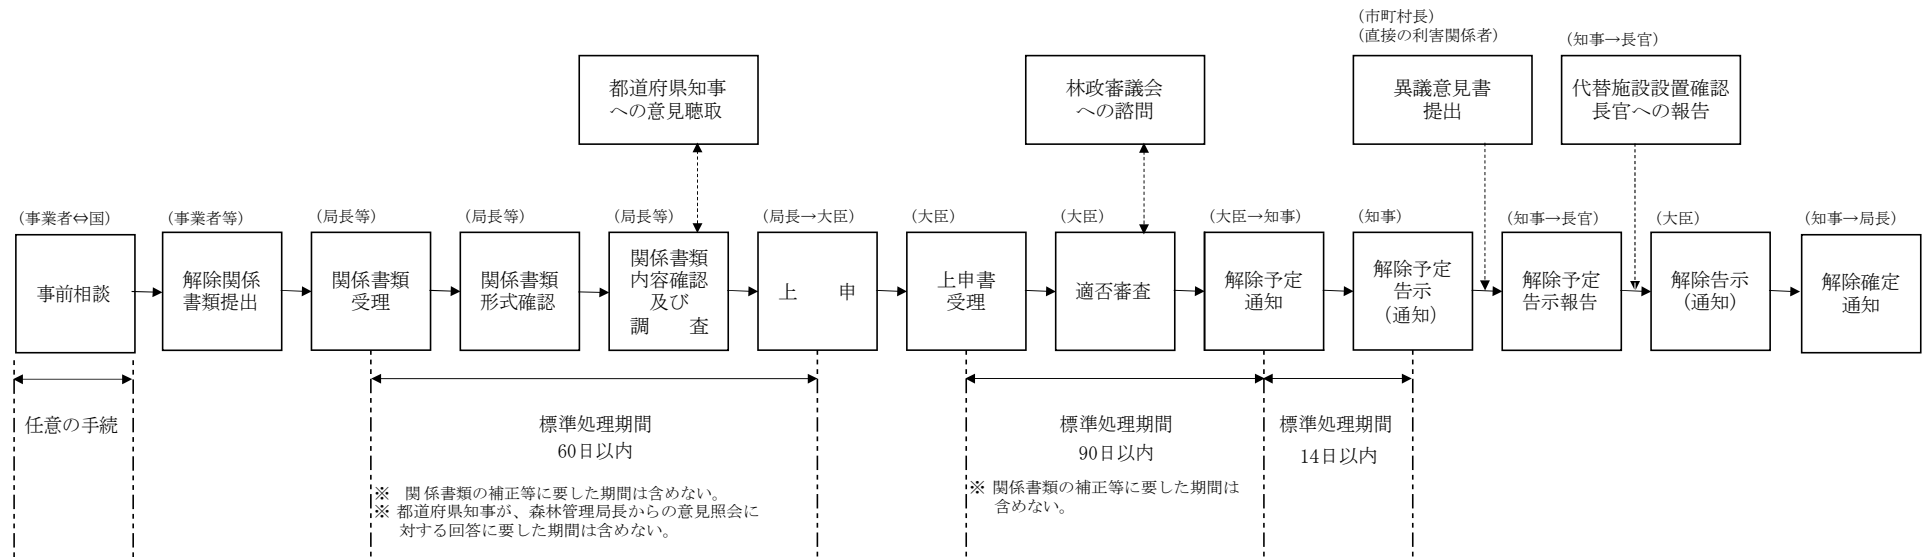 (市町村長)
(直接の利害関係者)
(知事→長官)
都道府県知事
への意見聴取
林政審議会
への諮問
異議意見書
提出
代替施設設置確認
長官への報告
(事業者⇔国)
(事業者等)
(局長等)
(局長等)
(局長等)
(局長→大臣)
(大臣)
(大臣)
(大臣→知事)
(知事)
(知事→長官)
(大臣)
(知事→局長)
事前相談
解除関係
書類提出
関係書類
受理
関係書類
形式確認
関係書類
内容確認
及び
調　　査
上　　申
上申書
受理
適否審査
解除予定
通知
解除予定
告示
(通知)
解除予定
告示報告
解除告示
(通知)
解除確定
通知
任意の手続
標準処理期間
60日以内
※　関係書類の補正等に要した期間は含めない。
※ 都道府県知事が、森林管理局長からの意見照会に
対する回答に要した期間は含めない。
標準処理期間
90日以内
※ 関係書類の補正等に要した期間は
含めない。
標準処理期間
14日以内